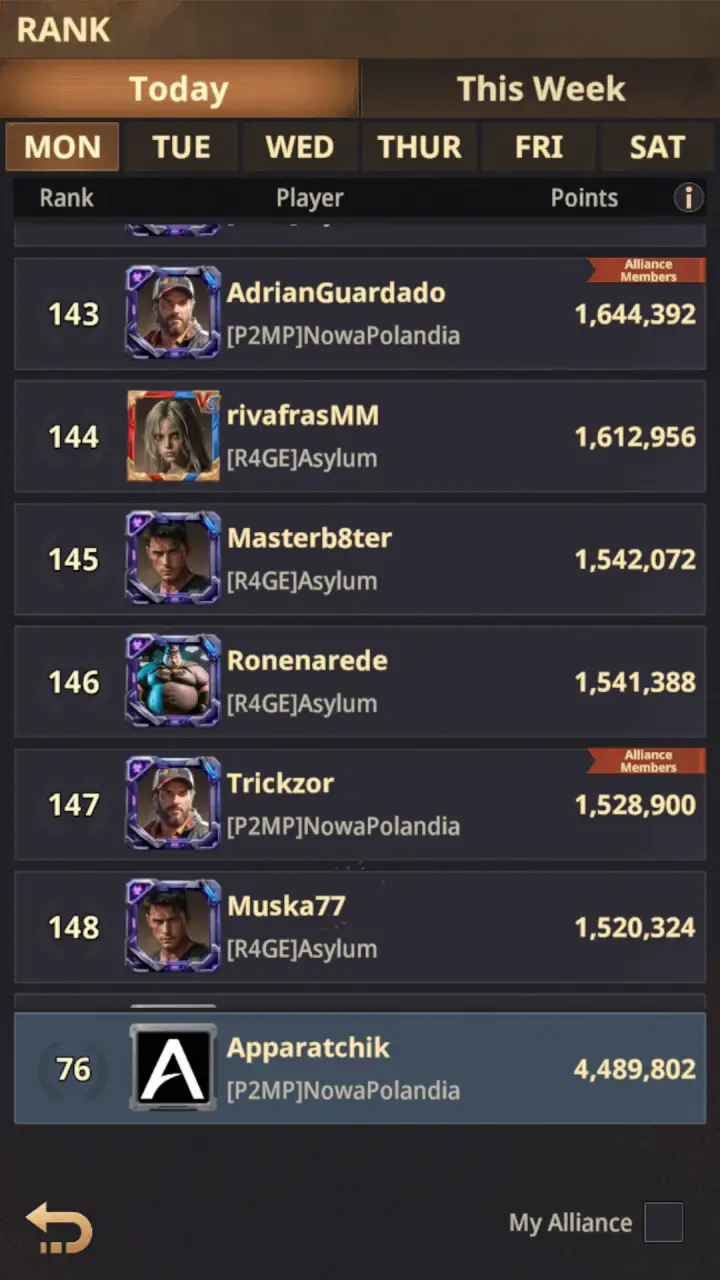 RANK
Today
This Week
MON TUE WED THUR FRI SAT
Rank Player Points i
Alliance Members
143 AdrianGuardado 1,644,392
[P2MP]NowaPolandia
144 rivafrasMM 1,612,956
[R4GE]Asylum
145 Masterb8ter 1,542,072
[R4GE]Asylum
146 Ronenarede 1,541,388
[R4GE]Asylum
Alliance Members
147 Trickzor 1,528,900
[P2MP]NowaPolandia
148 Muska77 1,520,324
[R4GE]Asylum
76 Apparatchik 4,489,802
[P2MP]NowaPolandia
My Alliance